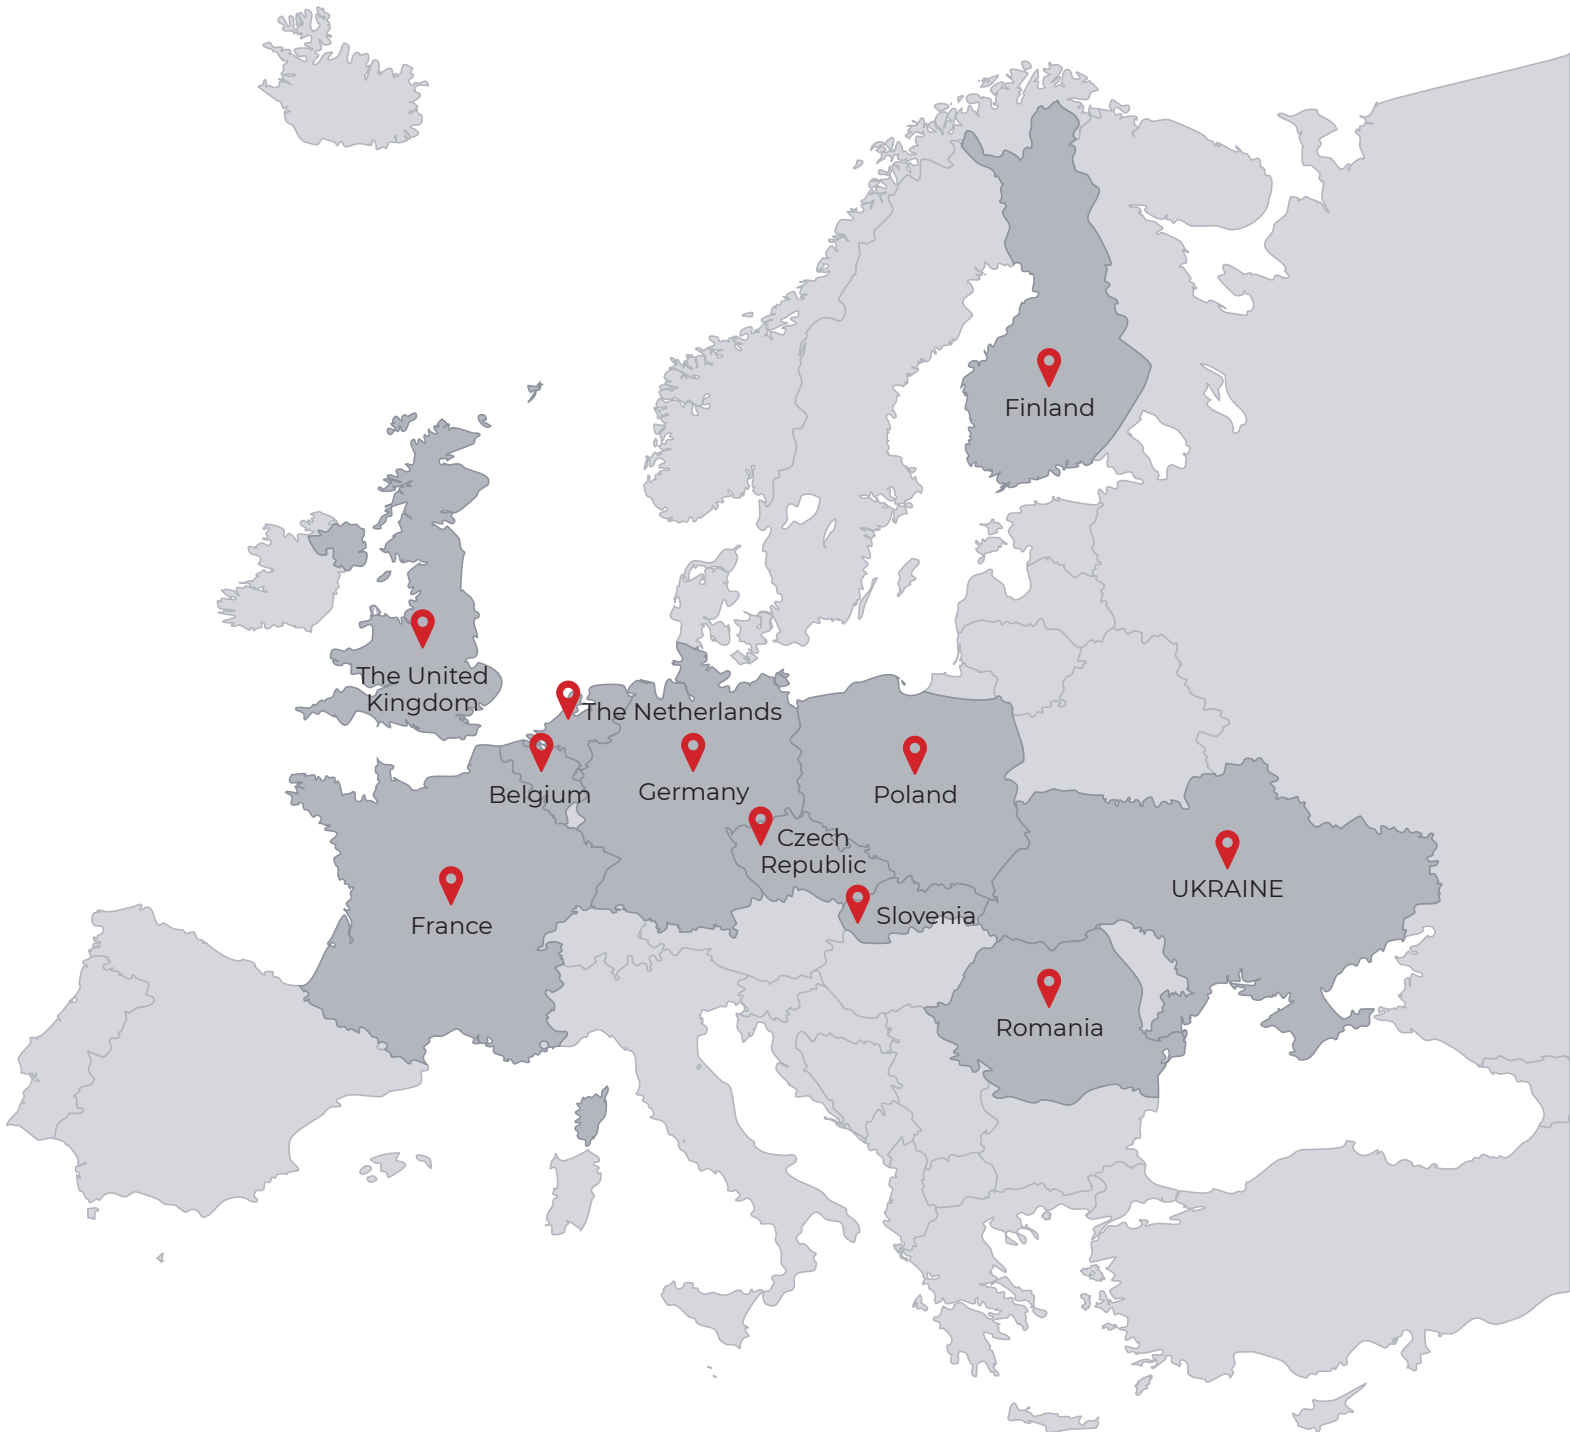 Finland
The United
Kingdom
The Netherlands
Belgium
Germany
Poland
Czech
Republic
UKRAINE
France
Slovenia
Romania